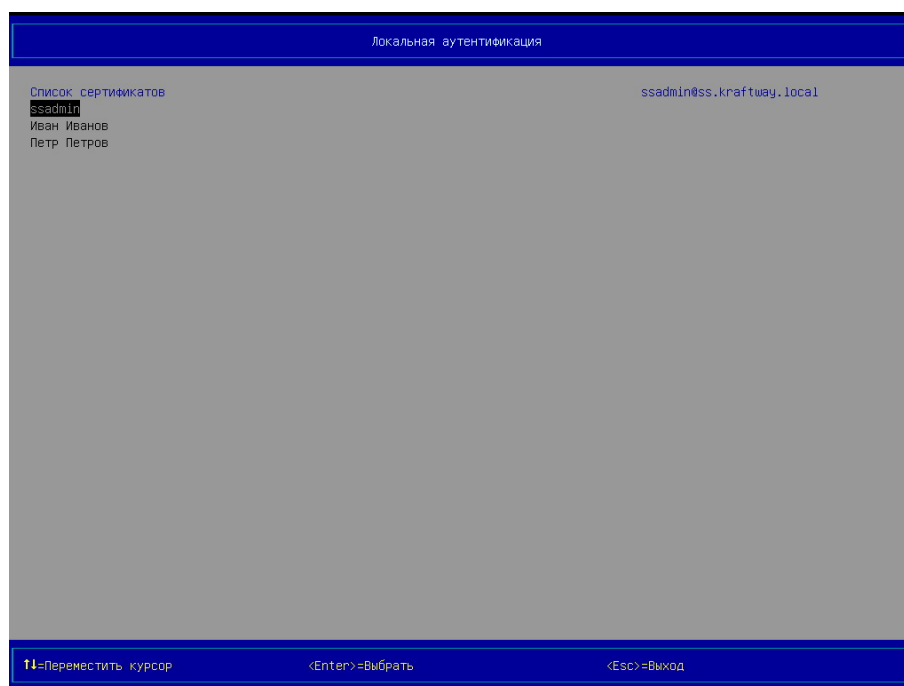 Локальная аутентификация
Список сертификатов ssadmin@ss.kraftway.local
ssadmin
Иван Иванов
Петр Петров
↑↓=Переместить курсор <Enter>=Выбрать <Esc>=Выход